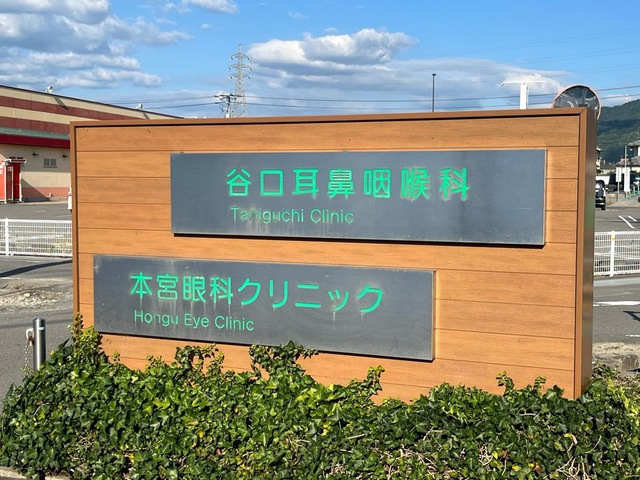 谷口耳鼻咽喉科
Taniguchi Clinic
本宮眼科クリニック
Hongu Eye Clinic